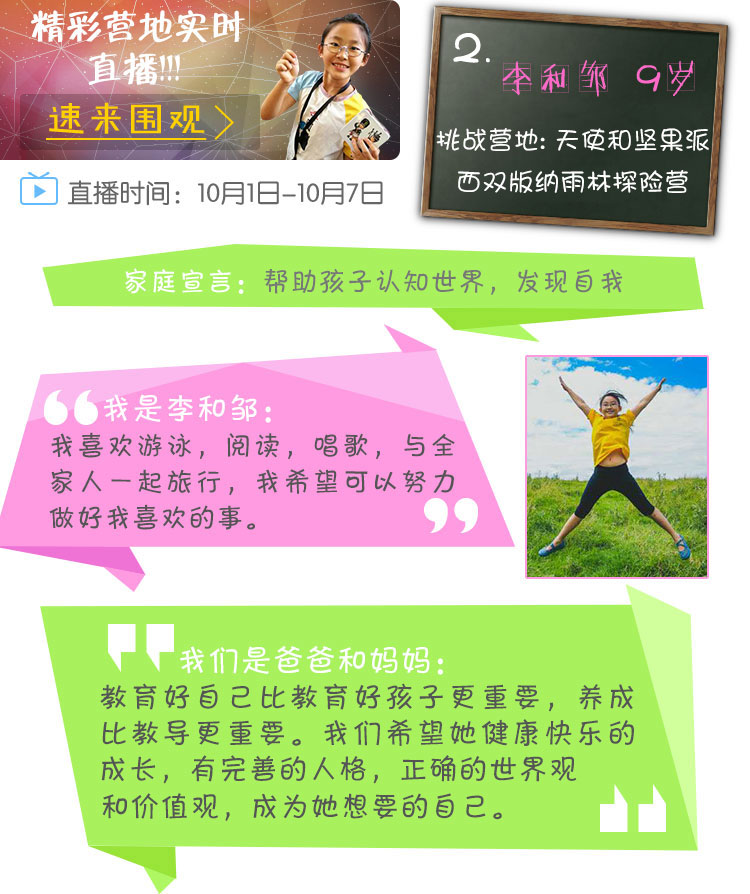 精彩营地实时
直播!!!
速来围观
直播时间：10月1日-10月7日
2.
李和邹 9岁
挑战营地: 天使和坚果派
西双版纳雨林探险营
家庭宣言：帮助孩子认知世界，发现自我
我是李和邹：
我喜欢游泳，阅读，唱歌，与全
家人一起旅行，我希望可以努力
做好我喜欢的事。
我们是爸爸和妈妈：
教育好自己比教育好孩子更重要，养成
比教导更重要。我们希望她健康快乐的
成长，有完善的人格，正确的世界观
和价值观，成为她想要的自己。